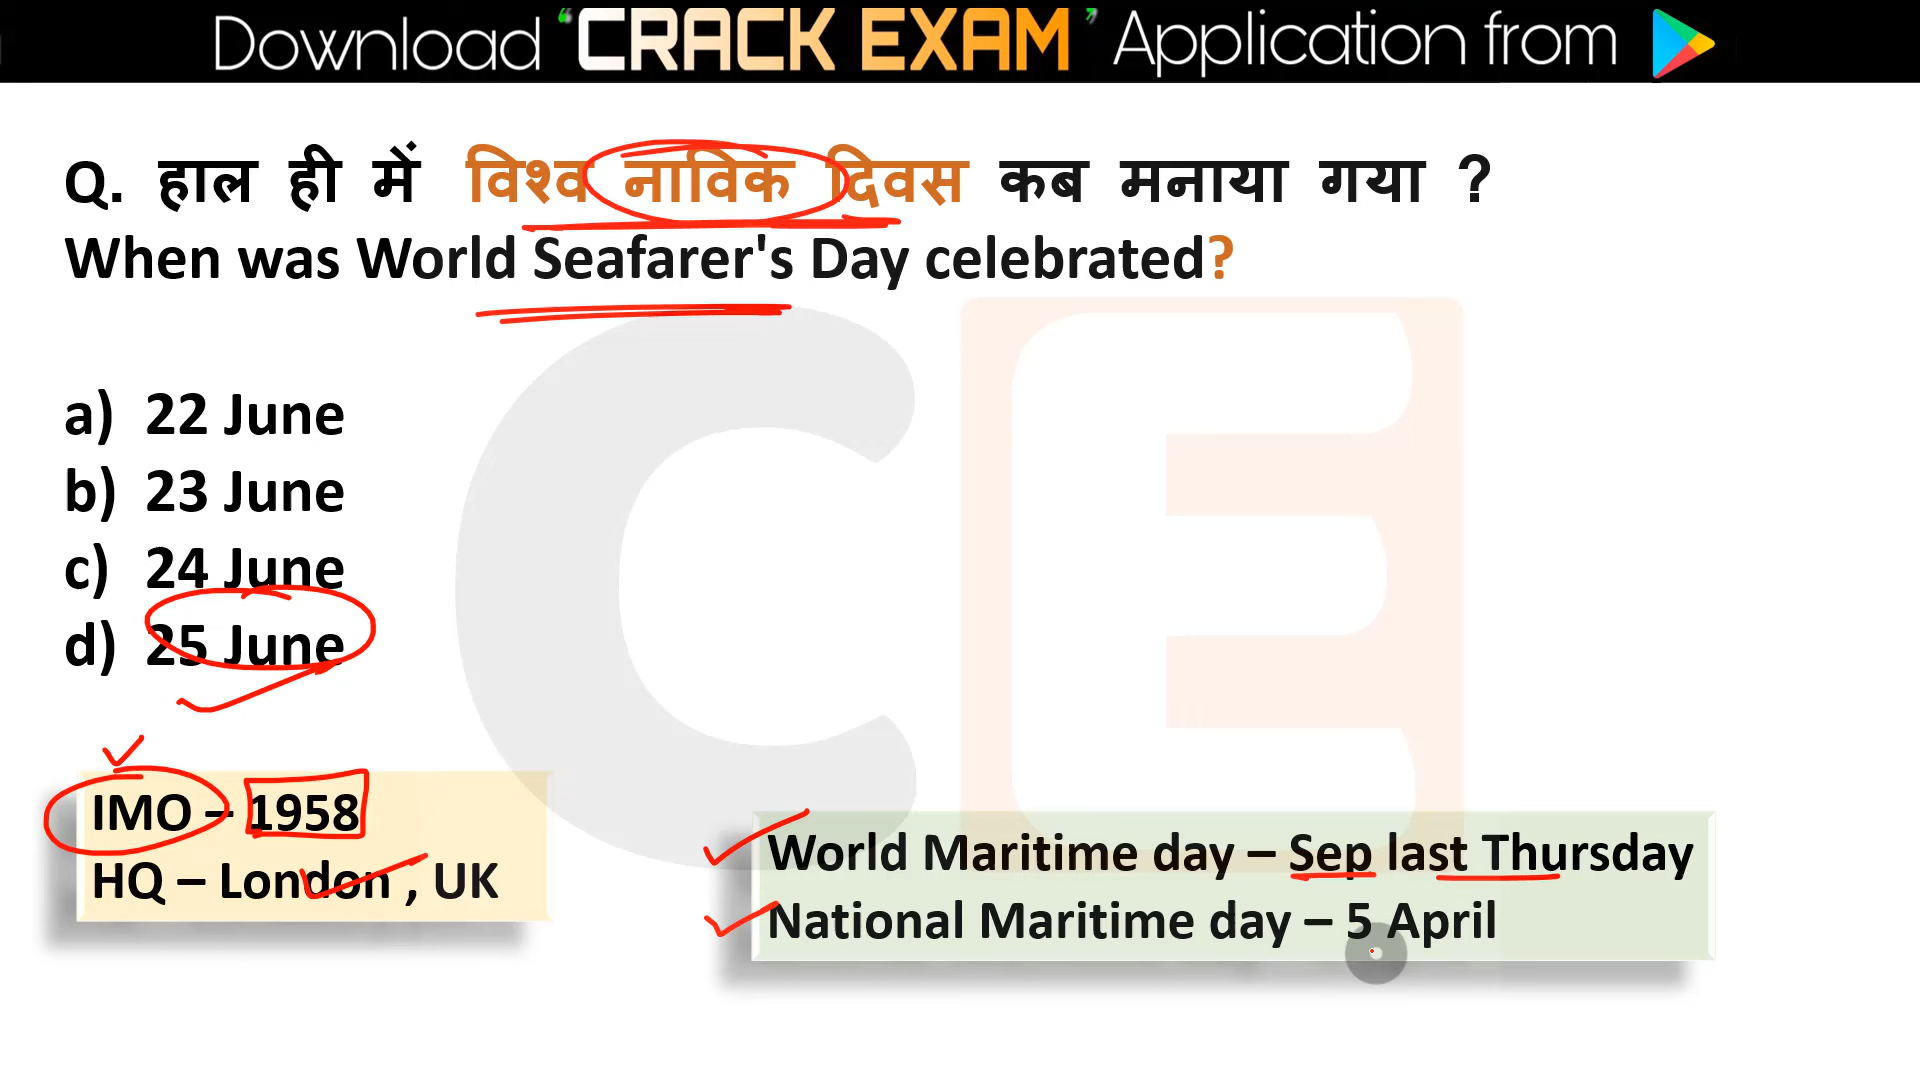 Download ‘CRACK EXAM’ Application from
Q. हाल ही में विश्व नाविक दिवस कब मनाया गया ?
When was World Seafarer's Day celebrated?
a) 22 June
b) 23 June
c) 24 June
d) 25 June
IMO – 1958
HQ – London , UK
World Maritime day – Sep last Thursday
National Maritime day – 5 April
CE